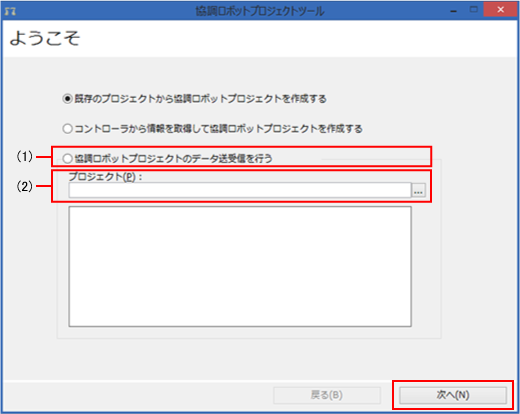 協調ロボットプロジェクトツール
ようこそ
既存のプロジェクトから協調ロボットプロジェクトを作成する
コントローラから情報を取得して協調ロボットプロジェクトを作成する
(1)
協調ロボットプロジェクトのデータ送受信を行う
プロジェクト(P)：
(2)
...
戻る(B)
次へ(N)